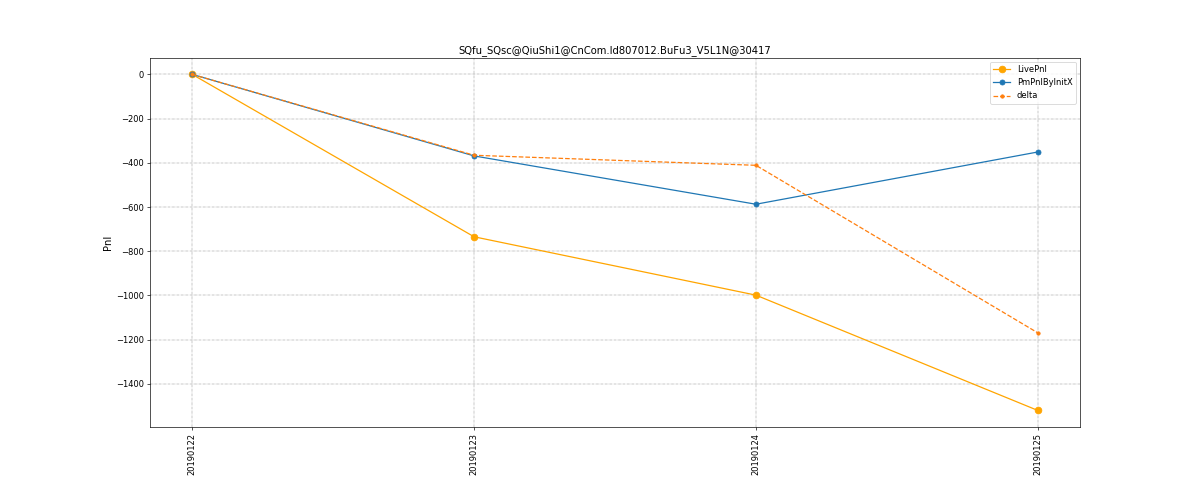 SQfu_SQsc@QiuShi1@CnCom.Id807012.BuFu3_V5L1N@30417
LivePnl
PmPnlByInitX
delta
Pnl
0
−200
−400
−600
−800
−1000
−1200
−1400
20190122
20190123
20190124
20190125